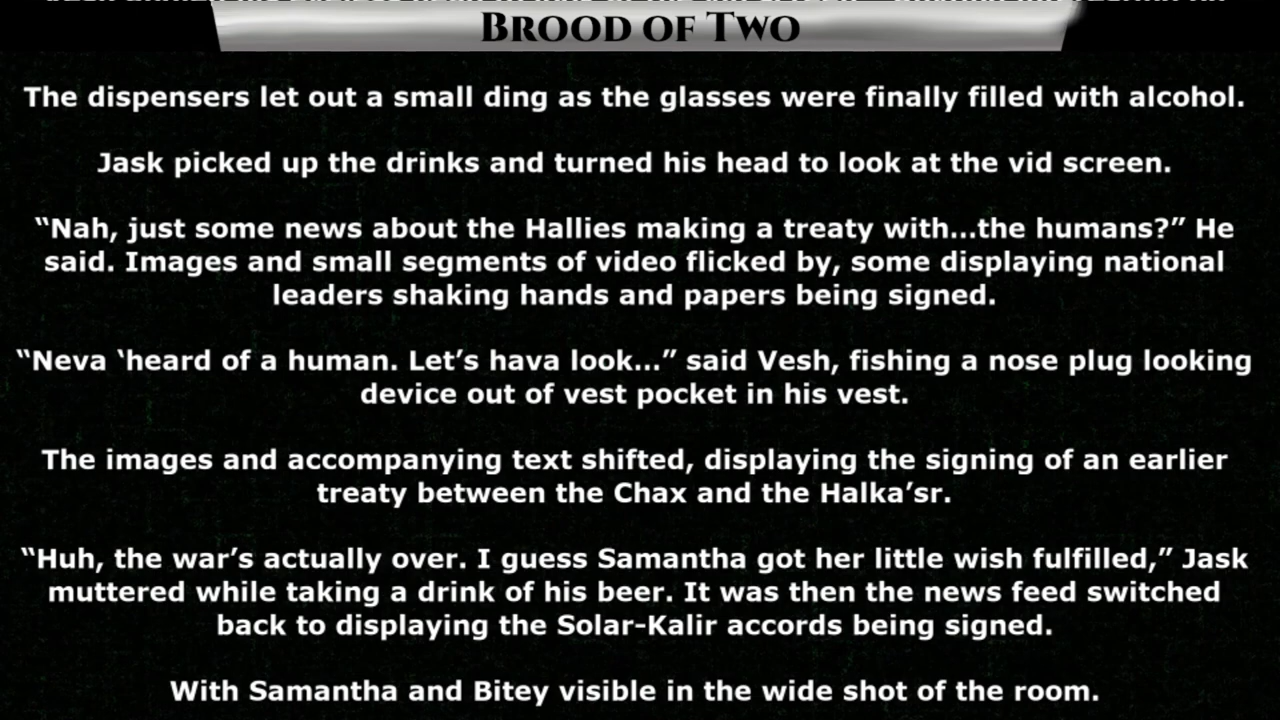 BROOD OF TWO
The dispensers let out a small ding as the glasses were finally filled with alcohol.
Jask picked up the drinks and turned his head to look at the vid screen.
“Nah, just some news about the Hallies making a treaty with...the humans?” He
said. Images and small segments of video flicked by, some displaying national
leaders shaking hands and papers being signed.
“Neva ‘heard of a human. Let’s hava look...” said Vesh, fishing a nose plug looking
device out of vest pocket in his vest.
The images and accompanying text shifted, displaying the signing of an earlier
treaty between the Chax and the Halka’sr.
“Huh, the war’s actually over. I guess Samantha got her little wish fulfilled,” Jask
muttered while taking a drink of his beer. It was then the news feed switched
back to displaying the Solar-Kalir accords being signed.
With Samantha and Bitey visible in the wide shot of the room.